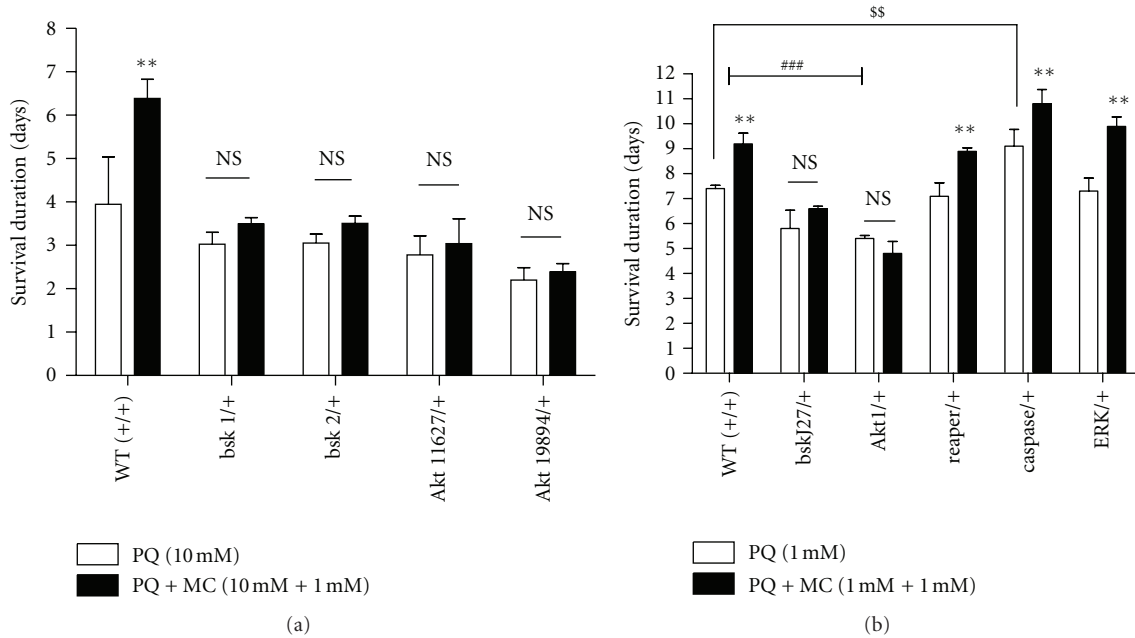 8
7
6
5
4
3
2
1
0
Survival duration (days)
**
NS
NS
NS
NS
WT (+/+)
bsk 1/+
bsk 2/+
Akt 11627/+
Akt 19894/+
PQ (10 mM)
PQ + MC (10 mM + 1 mM)
(a)
$$
###
12
11
10
9
8
7
6
5
4
3
2
1
0
Survival duration (days)
**
NS
NS
**
**
**
WT (+/+)
bskJ27/+
Akt1/+
reaper/+
caspase/+
ERK/+
PQ (1 mM)
PQ + MC (1 mM + 1 mM)
(b)